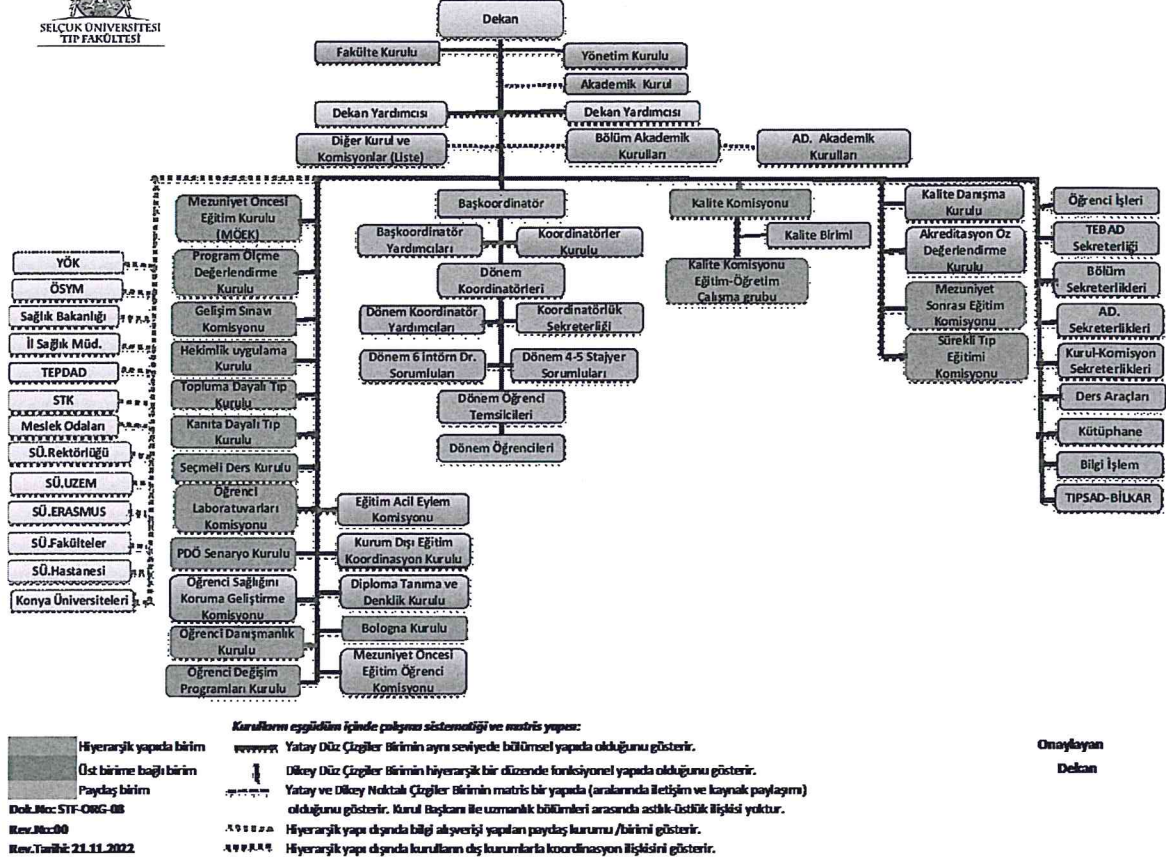 SELÇUK ÜNİVERSİTESİ
TIP FAKÜLTESİ
Dekan
Fakülte Kurulu
Yönetim Kurulu
Akademik Kurul
Dekan Yardımcısı
Dekan Yardımcısı
Diğer Kurul ve
Komisyonlar (Liste)
Bölüm Akademik
Kurulları
AD. Akademik
Kurulları
YÖK
ÖSYM
Sağlık Bakanlığı
İl Sağlık Müd.
TEPDAD
STK
Meslek Odaları
SÜ.Rektörlüğü
SÜ.UZEM
SÜ.ERASMUS
SÜ.Fakülteler
SÜ.Hastanesi
Konya Üniversiteleri
Mezuniyet Öncesi
Eğitim Kurulu
(MÖEK)
Program Ölçme
Değerlendirme
Kurulu
Gelişim Sınavı
Komisyonu
Hekimlik uygulama
Kurulu
Topluma Dayalı Tıp
Kurulu
Kanıta Dayalı Tıp
Kurulu
Seçmeli Ders Kurulu
Öğrenci
Laboratuvarları
Komisyonu
PDÖ Senaryo Kurulu
Öğrenci Sağlığını
Koruma Geliştirme
Komisyonu
Öğrenci Danışmanlık
Kurulu
Öğrenci Değişim
Programları Kurulu
Eğitim Acil Eylem
Komisyonu
Kurum Dışı Eğitim
Koordinasyon Kurulu
Diploma Tanıma ve
Denklik Kurulu
Bologna Kurulu
Mezuniyet Öncesi
Eğitim Öğrenci
Komisyonu
Başkoordinatör
Başkoordinatör
Yardımcıları
Koordinatörler
Kurulu
Dönem
Koordinatörleri
Dönem Koordinatör
Yardımcıları
Koordinatörlük
Sekreterliği
Dönem 6 İntörn Dr.
Sorumluları
Dönem 4-5 Stajyer
Sorumluları
Dönem Öğrenci
Temsilcileri
Dönem Öğrencileri
Kalite Komisyonu
Kalite Birimi
Kalite Komisyonu
Eğitim-Öğretim
Çalışma grubu
Kalite Danışma
Kurulu
Akreditasyon Öz
Değerlendirme
Kurulu
Mezuniyet
Sonrası Eğitim
Komisyonu
Sürekli Tıp
Eğitimi
Komisyonu
Öğrenci İşleri
TEBAD
Sekreterliği
Bölüm
Sekreterlikleri
AD.
Sekreterlikleri
Kurul-Komisyon
Sekreterlikleri
Ders Araçları
Kütüphane
Bilgi İşlem
TIPSAD-BİLKAR
Kurulların eşgüdüm içinde çalışma sistematiği ve matris yapısı:
Hiyerarşik yapıda birim
Yatay Düz Çizgiler Birimin aynı seviyede bölümsel yapıda olduğunu gösterir.
Onaylayan
Üst birime bağlı birim
Dikey Düz Çizgiler Birimin hiyerarşik bir düzende fonksiyonel yapıda olduğunu gösterir.
Dekan
Paydaş birim
Yatay ve Dikey Noktalı Çizgiler Birimin matris bir yapıda (aralarında iletişim ve kaynak paylaşımı)
Dok.No: STF-ORG-08
olduğunu gösterir. Kurul Başkanı ile uzmanlık bölümleri arasında astlık-üstlük ilişkisi yoktur.
Rev.No:00
Hiyerarşik yapı dışında bilgi alışverişi yapılan paydaş kurumu /birimi gösterir.
Rev.Tarihi: 21.11.2022
Hiyerarşik yapı dışında kurulların dış kurumlarla koordinasyon ilişkisini gösterir.